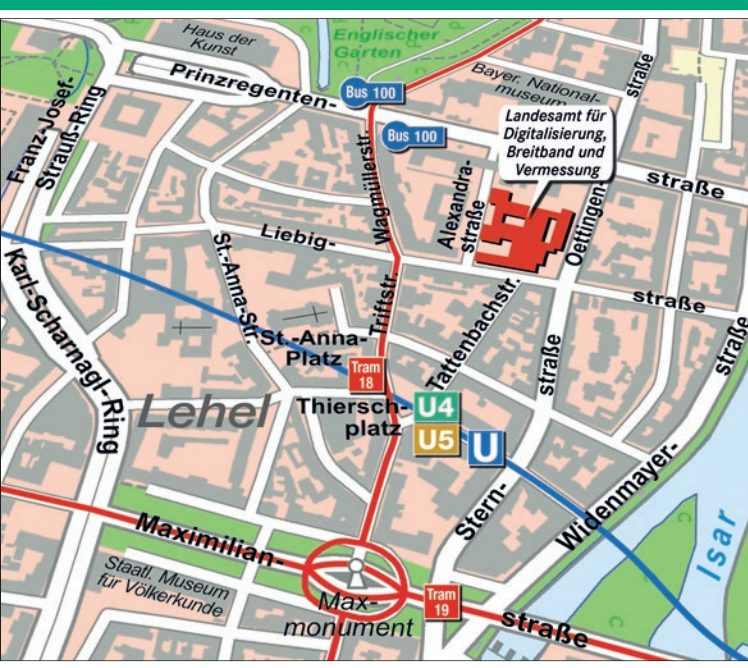 Haus der
Kunst
Englischer
Garten
Prinzregenten-
Bus 100
Bayer. National-
museum
straße
Franz-Josef-
Strauß-Ring
Bus 100
Landesamt für
Digitalisierung,
Breitband und
Vermessung
straße
Wagmüllerstr.
Alexandra-
straße
Oettingen-
Liebig-
St.-Anna-Str.
Triftstr.
straße
straße
Karl-Scharnagl-Ring
St.-Anna-
Platz
Tram
18
Tattenbachstr.
straße
Lehel
Thiersch-
platz
U4
U5
U
Stern-
Widenmayer-
Isar
Maximilian-
Staatl. Museum
für Völkerkunde
Max-
monument
Tram
19
straße